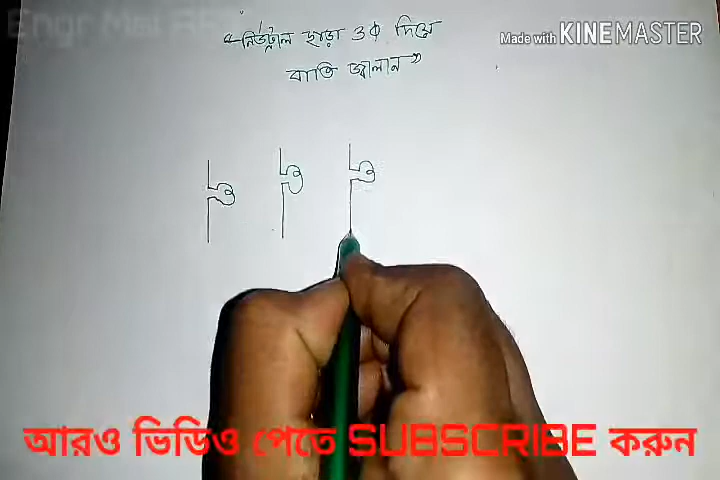 Made with KINEMASTER
“নিউট্রাল ছাড়া ৩Φ দিয়ে
বাতি জ্বালান”
আরও ভিডিও পেতে SUBSCRIBE করুন